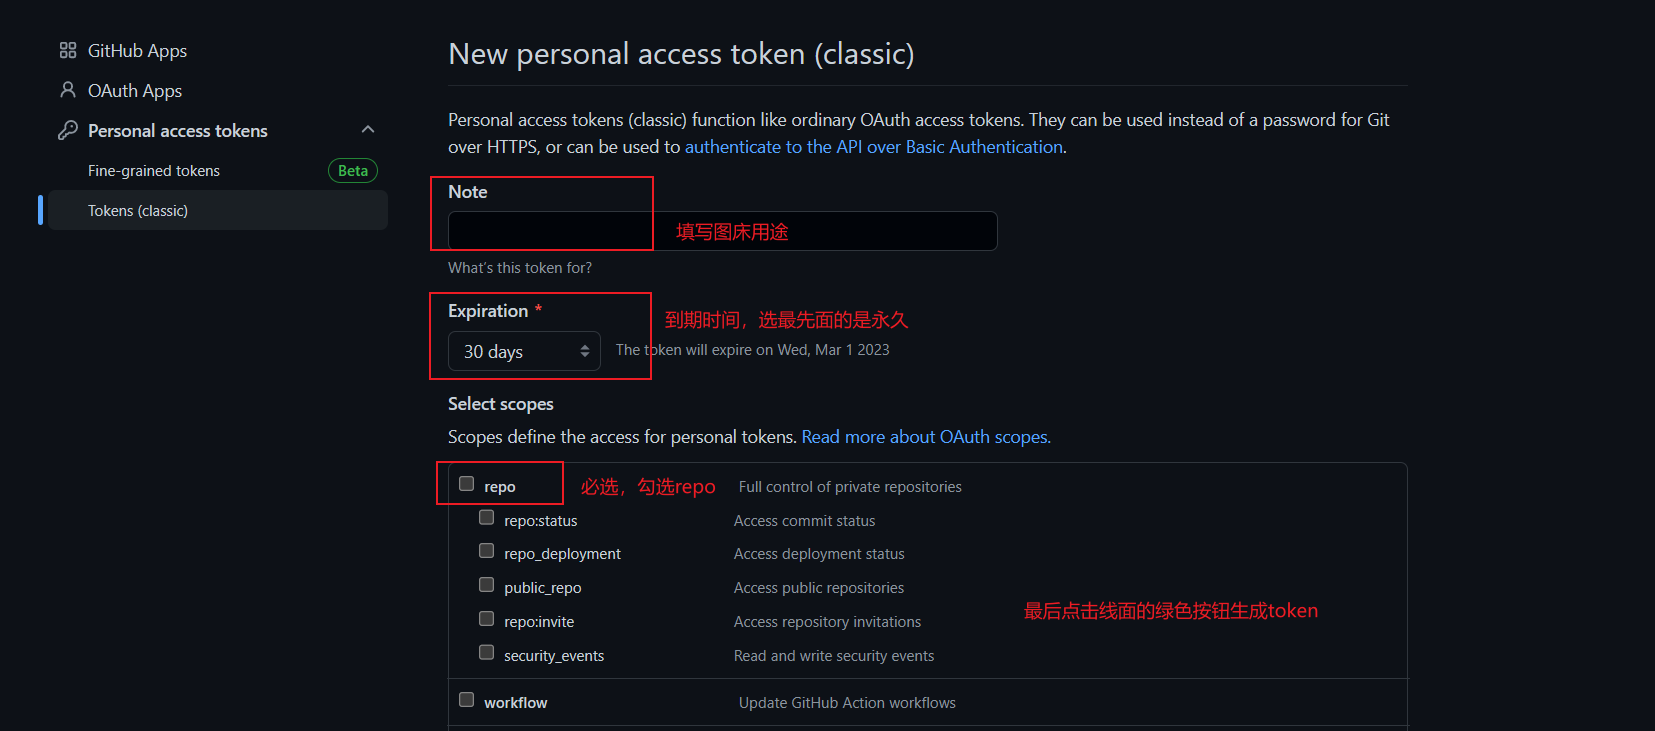 GitHub Apps
OAuth Apps
Personal access tokens
Fine-grained tokens Beta
Tokens (classic)
New personal access token (classic)
Personal access tokens (classic) function like ordinary OAuth access tokens. They can be used instead of a password for Git
over HTTPS, or can be used to authenticate to the API over Basic Authentication.
Note
填写图床用途
What's this token for?
Expiration *
到期时间，选最先面的是永久
30 days The token will expire on Wed, Mar 1 2023
Select scopes
Scopes define the access for personal tokens. Read more about OAuth scopes.
repo 必选，勾选repo Full control of private repositories
repo:status Access commit status
repo_deployment Access deployment status
public_repo Access public repositories
最后点击线面的绿色按钮生成token
repo:invite Access repository invitations
security_events Read and write security events
workflow Update GitHub Action workflows